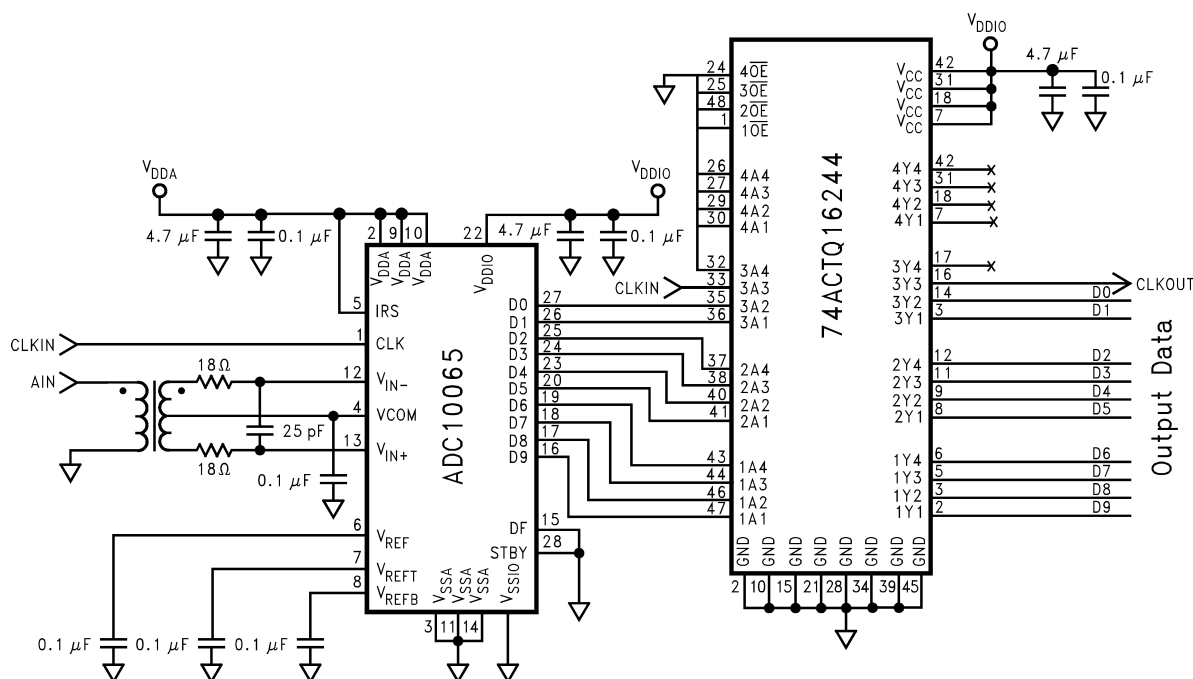 V_DDA
4.7 µF
0.1 µF
2
9
10
V_DDA
V_DDA
V_DDA
V_DDIO
22
4.7 µF
0.1 µF
V_DDIO
5
IRS
CLKIN
1
CLK
AIN
18Ω
12
V_IN-
4
VCOM
25 pF
13
V_IN+
18Ω
0.1 µF
6
V_REF
7
V_REFT
8
V_REFB
0.1 µF
0.1 µF
0.1 µF
ADC10065
D0
27
D1
26
D2
25
D3
24
D4
23
D5
20
D6
19
D7
18
D8
17
D9
16
DF
15
STBY
28
V_SSA
V_SSA
V_SSA
V_SSIO
3
11
14
CLKIN
24
4O̅E̅
25
3O̅E̅
48
2O̅E̅
1
1O̅E̅
26
4A4
27
4A3
29
4A2
30
4A1
32
3A4
33
3A3
35
3A2
36
3A1
37
2A4
38
2A3
40
2A2
41
2A1
43
1A4
44
1A3
46
1A2
47
1A1
74ACTQ16244
V_DDIO
4.7 µF
0.1 µF
V_CC
42
V_CC
31
V_CC
18
V_CC
7
4Y4
42
4Y3
31
4Y2
18
4Y1
7
3Y4
17
3Y3
16
CLKOUT
3Y2
14
D0
3Y1
3
D1
2Y4
12
D2
2Y3
11
D3
2Y2
9
D4
2Y1
8
D5
1Y4
6
D6
1Y3
5
D7
1Y2
3
D8
1Y1
2
D9
Output Data
GND
GND
GND
GND
GND
GND
GND
GND
2
10
15
21
28
34
39
45